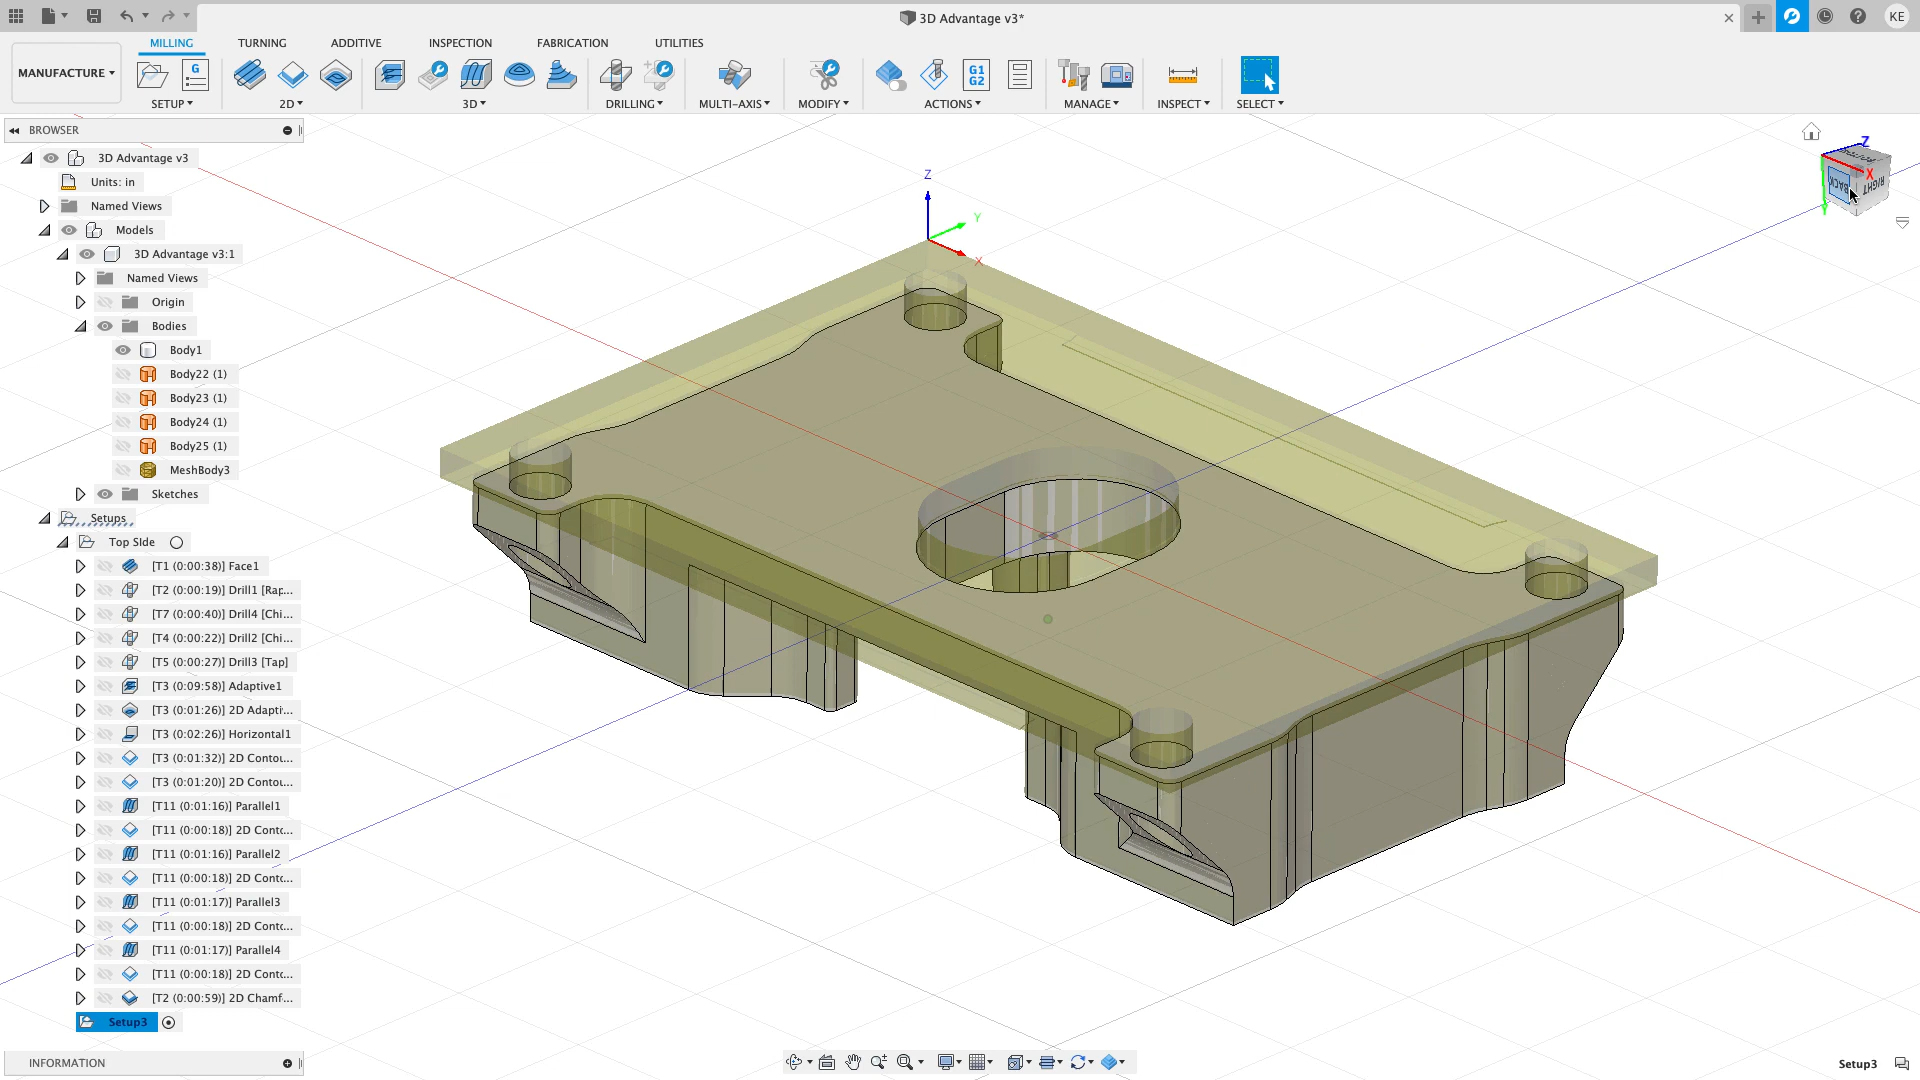 3D Advantage v3*
KE
MANUFACTURE
MILLING
TURNING
ADDITIVE
INSPECTION
FABRICATION
UTILITIES
G
G1
G2
SETUP
2D
3D
DRILLING
MULTI-AXIS
MODIFY
ACTIONS
MANAGE
INSPECT
SELECT
BROWSER
3D Advantage v3
Units: in
Named Views
Models
3D Advantage v3:1
Named Views
Origin
Bodies
Body1
Body22 (1)
Body23 (1)
Body24 (1)
Body25 (1)
MeshBody3
Sketches
Setups
Top SIde
[T1 (0:00:38)] Face1
[T2 (0:00:19)] Drill1 [Rap...
[T7 (0:00:40)] Drill4 [Chi...
[T4 (0:00:22)] Drill2 [Chi...
[T5 (0:00:27)] Drill3 [Tap]
[T3 (0:09:58)] Adaptive1
[T3 (0:01:26)] 2D Adapti...
[T3 (0:02:26)] Horizontal1
[T3 (0:01:32)] 2D Contou...
[T3 (0:01:20)] 2D Contou...
[T11 (0:01:16)] Parallel1
[T11 (0:00:18)] 2D Contc...
[T11 (0:01:16)] Parallel2
[T11 (0:00:18)] 2D Contc...
[T11 (0:01:17)] Parallel3
[T11 (0:00:18)] 2D Contc...
[T11 (0:01:17)] Parallel4
[T11 (0:00:18)] 2D Contc...
[T2 (0:00:59)] 2D Chamf...
Setup3
INFORMATION
Z
Y
X
Z
X
Y
BACK
RIGHT
BOTTOM
Setup3